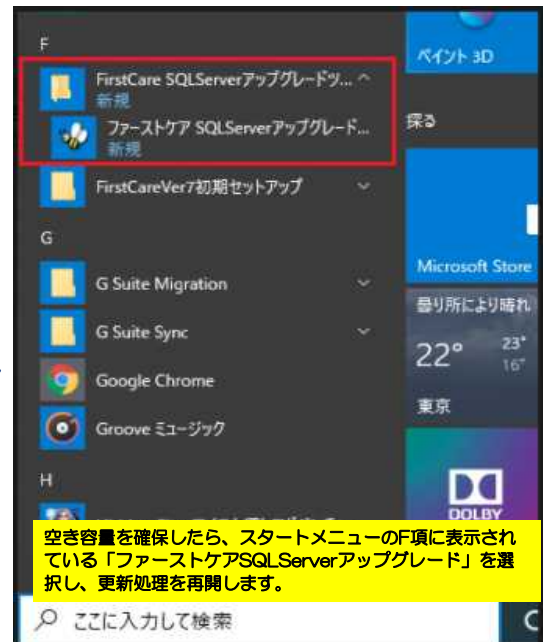 F
ペイント 3D
FirstCare SQLServerアップグレードツ...
新規
探る
ファーストケア SQLServerアップグレード...
新規
FirstCareVer7初期セットアップ
G
Microsoft Store
G Suite Migration
曇り所により晴れ
G Suite Sync
22° 23°
16°
Google Chrome
東京
Groove ミュージック
H
DOLBY
空き容量を確保したら、スタートメニューのF項に表示され
ている「ファーストケアSQLServerアップグレード」を選
択し、更新処理を再開します。
ここに入力して検索